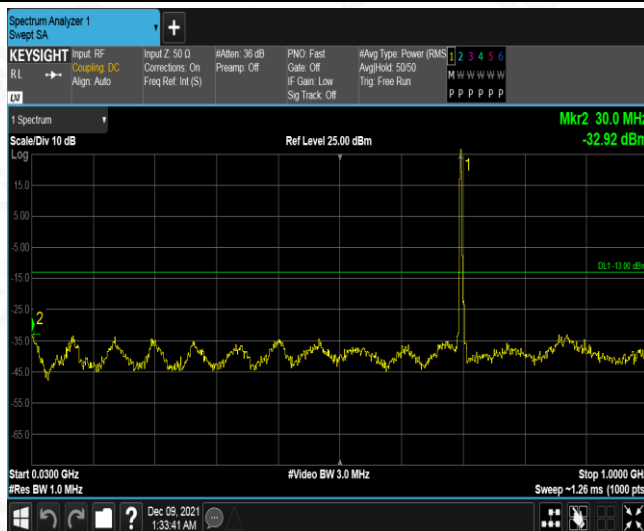 Spectrum Analyzer 1
Swept SA
+
KEYSIGHT Input: RF Input Z: 50 Ω #Atten: 36 dB PNO: Fast #Avg Type: Power (RMS 1 2 3 4 5 6
RL Coupling: DC Corrections: On Preamp: Off Gate: Off Avg|Hold: 50/50 M W W W W W
Align: Auto Freq Ref: Int (S) IF Gain: Low Trig: Free Run
Sig Track: Off P P P P P P
LXI
1 Spectrum Mkr2 30.0 MHz
Scale/Div 10 dB Ref Level 25.00 dBm -32.92 dBm
Log
1
15.0
5.00
-5.00
DL1 -13.00 dBm
-15.0
-25.0
2
-35.0
-45.0
-55.0
-65.0
Start 0.0300 GHz #Video BW 3.0 MHz Stop 1.0000 GHz
#Res BW 1.0 MHz Sweep ~1.26 ms (1000 pts
? Dec 09, 2021
1:33:41 AM